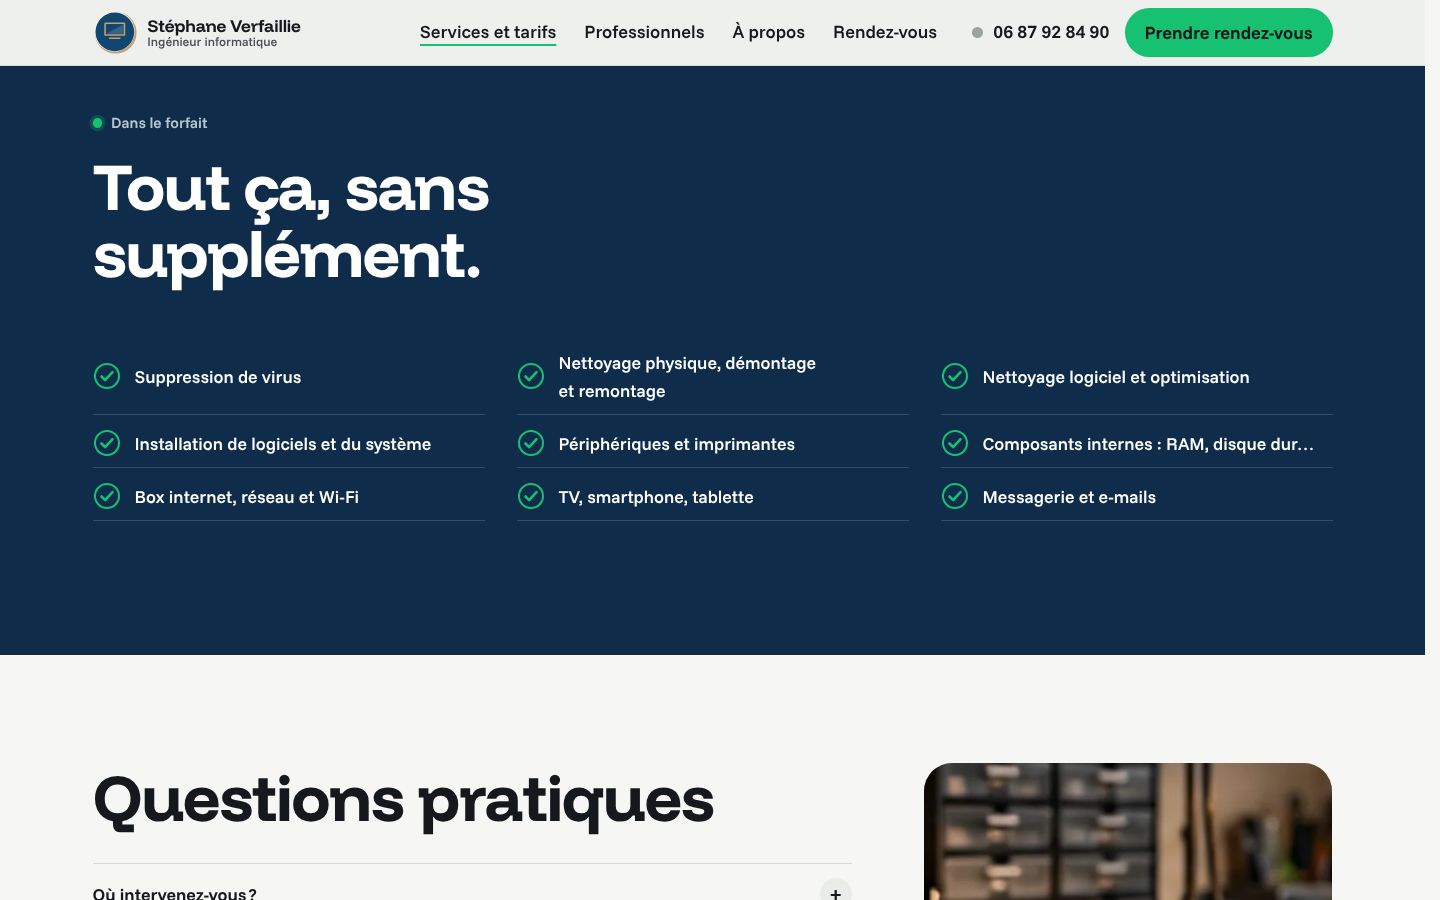 Stéphane Verfaillie
Ingénieur informatique
Services et tarifs
Professionnels
À propos
Rendez-vous
06 87 92 84 90
Prendre rendez-vous
Dans le forfait
Tout ça, sans
supplément.
Suppression de virus
Nettoyage physique, démontage
et remontage
Nettoyage logiciel et optimisation
Installation de logiciels et du système
Périphériques et imprimantes
Composants internes : RAM, disque dur…
Box internet, réseau et Wi-Fi
TV, smartphone, tablette
Messagerie et e-mails
Questions pratiques
Où intervenez-vous ?
+